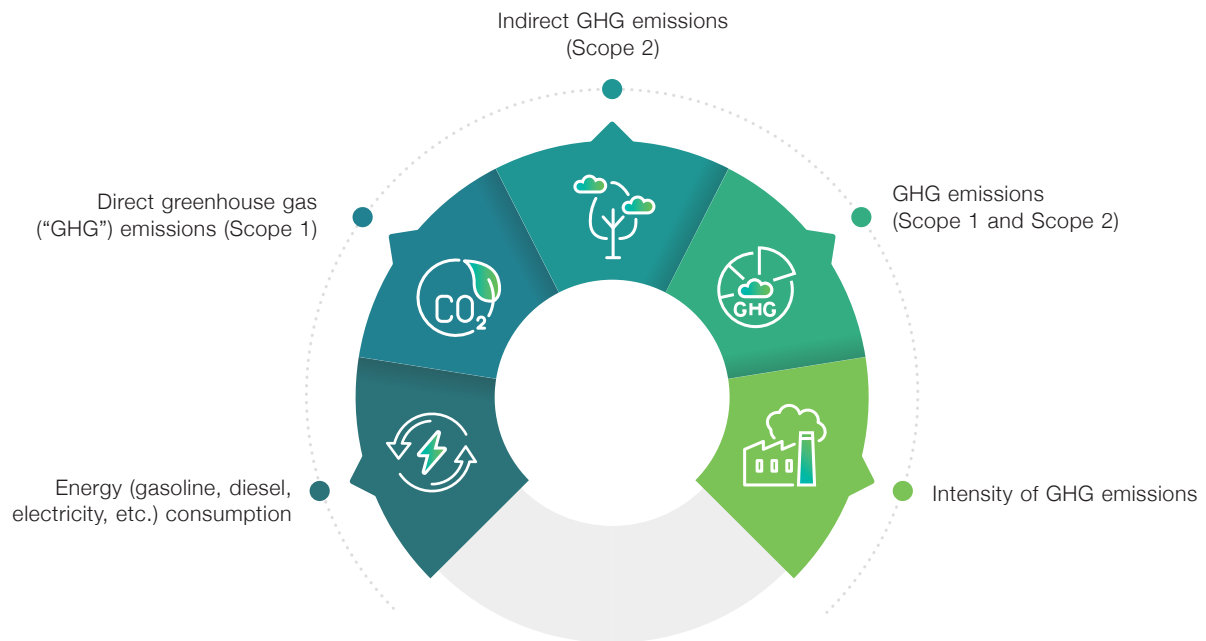 Indirect GHG emissions
(Scope 2)
Direct greenhouse gas
(“GHG”) emissions (Scope 1)
GHG emissions
(Scope 1 and Scope 2)
CO2
GHG
Energy (gasoline, diesel,
electricity, etc.) consumption
Intensity of GHG emissions